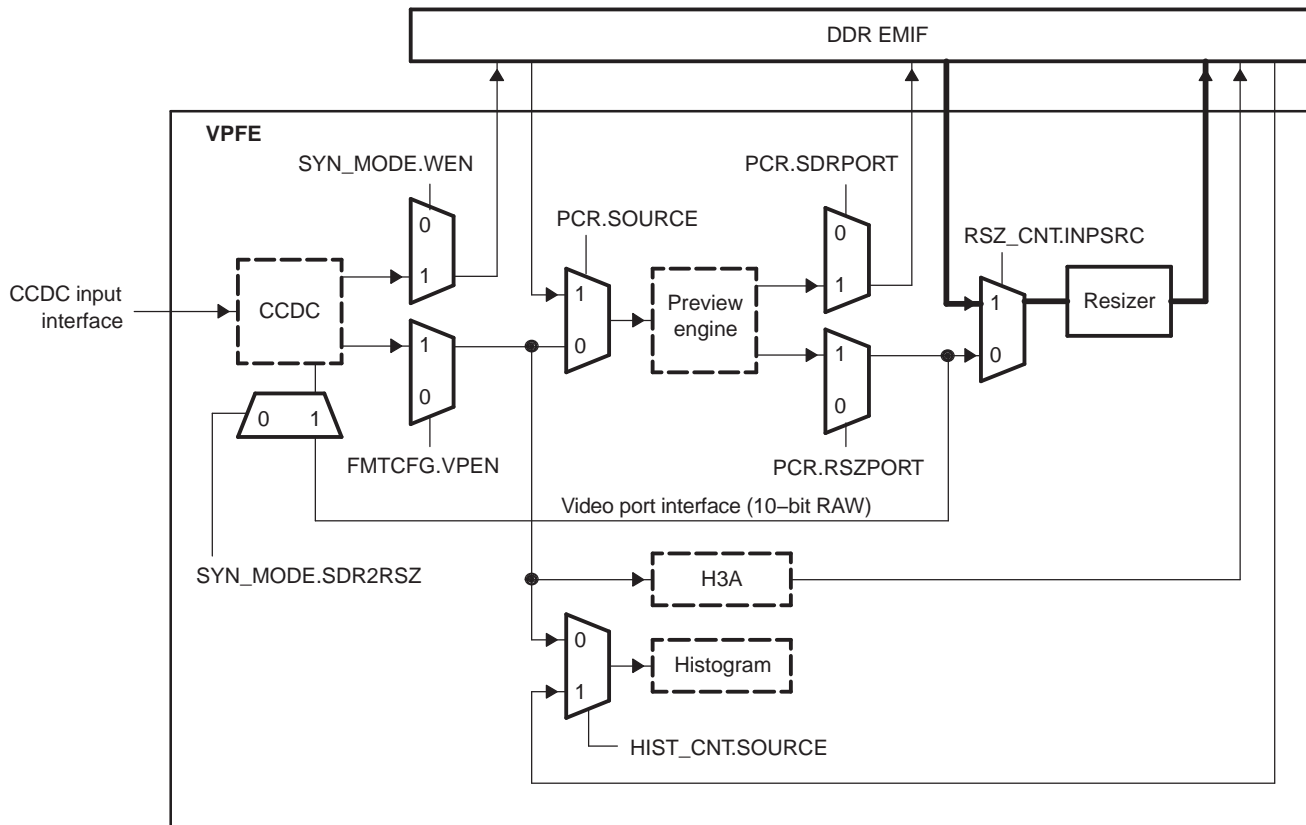 DDR EMIF
VPFE
SYN_MODE.WEN
PCR.SDRPORT
PCR.SOURCE
RSZ_CNT.INPSRC
0
0
1
1
1
1
CCDC input
interface
CCDC
Preview
engine
Resizer
1
0
1
0
0
1
0
0
FMTCFG.VPEN
PCR.RSZPORT
Video port interface (10−bit RAW)
SYN_MODE.SDR2RSZ
H3A
0
Histogram
1
HIST_CNT.SOURCE